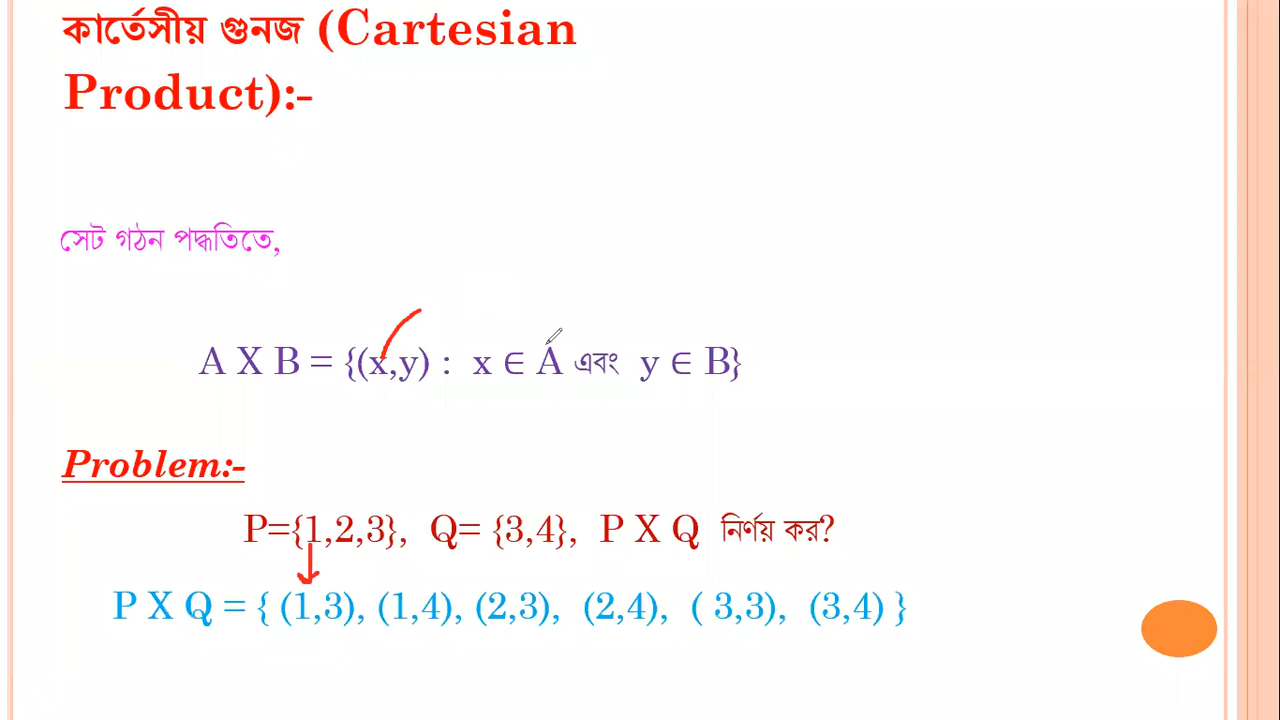 কার্তেসীয় গুনজ (Cartesian
Product):-
সেট গঠন পদ্ধতিতে,
A X B = {(x,y) : x ∈ A এবং y ∈ B}
Problem:-
P={1,2,3}, Q= {3,4}, P X Q নির্ণয় কর?
P X Q = { (1,3), (1,4), (2,3), (2,4), ( 3,3), (3,4) }